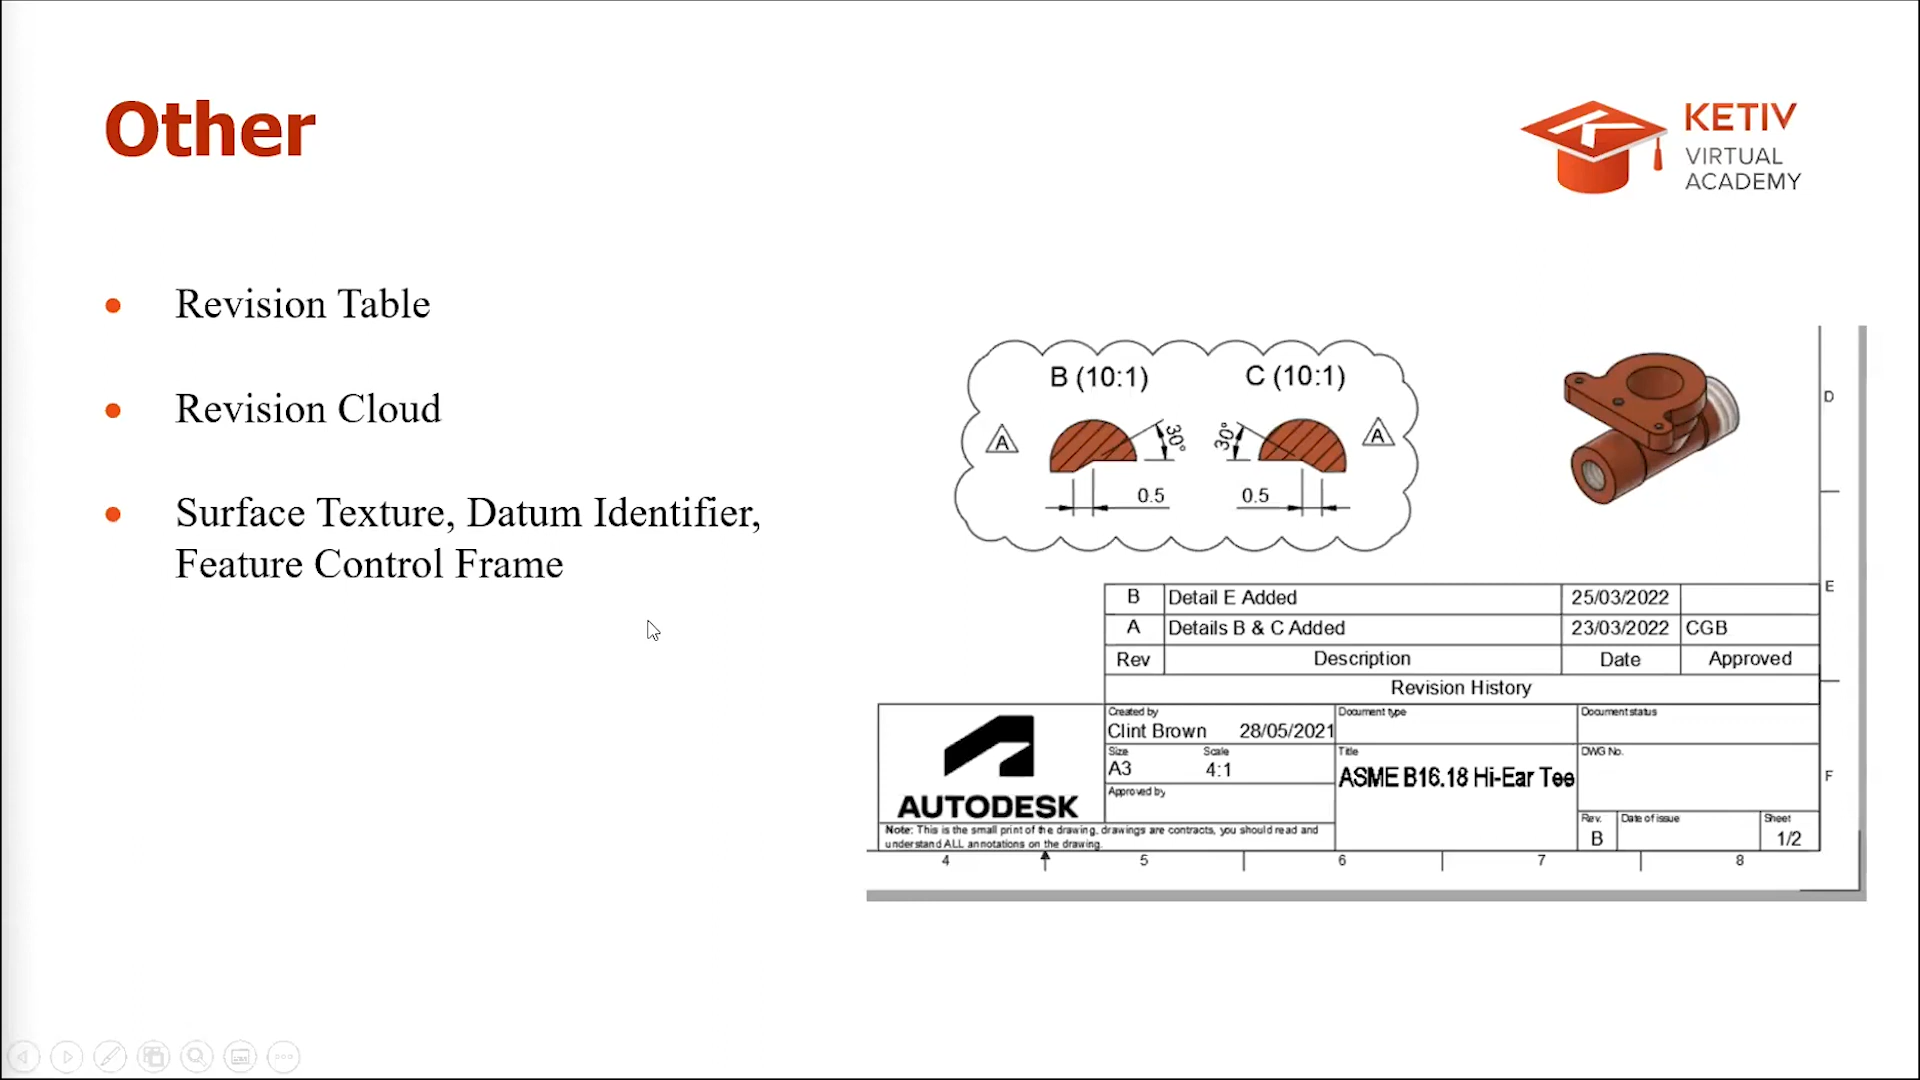 Other
KETIV
VIRTUAL
ACADEMY
Revision Table
Revision Cloud
Surface Texture, Datum Identifier,
Feature Control Frame
B (10:1)
C (10:1)
A
30°
30°
A
0.5
0.5
D
E
F
B Detail E Added 25/03/2022
A Details B & C Added 23/03/2022 CGB
Rev Description Date Approved
Revision History
Created by
Clint Brown 28/05/2021
Document type
Document status
Size
A3
Scale
4:1
Title
ASME B16.18 Hi-Ear Tee
DWG No.
Approved by
AUTODESK
Note: This is the small print of the drawing. drawings are contracts, you should read and
understand ALL annotations on the drawing.
Rev.
B
Date of issue
Sheet
1/2
4 5 6 7 8